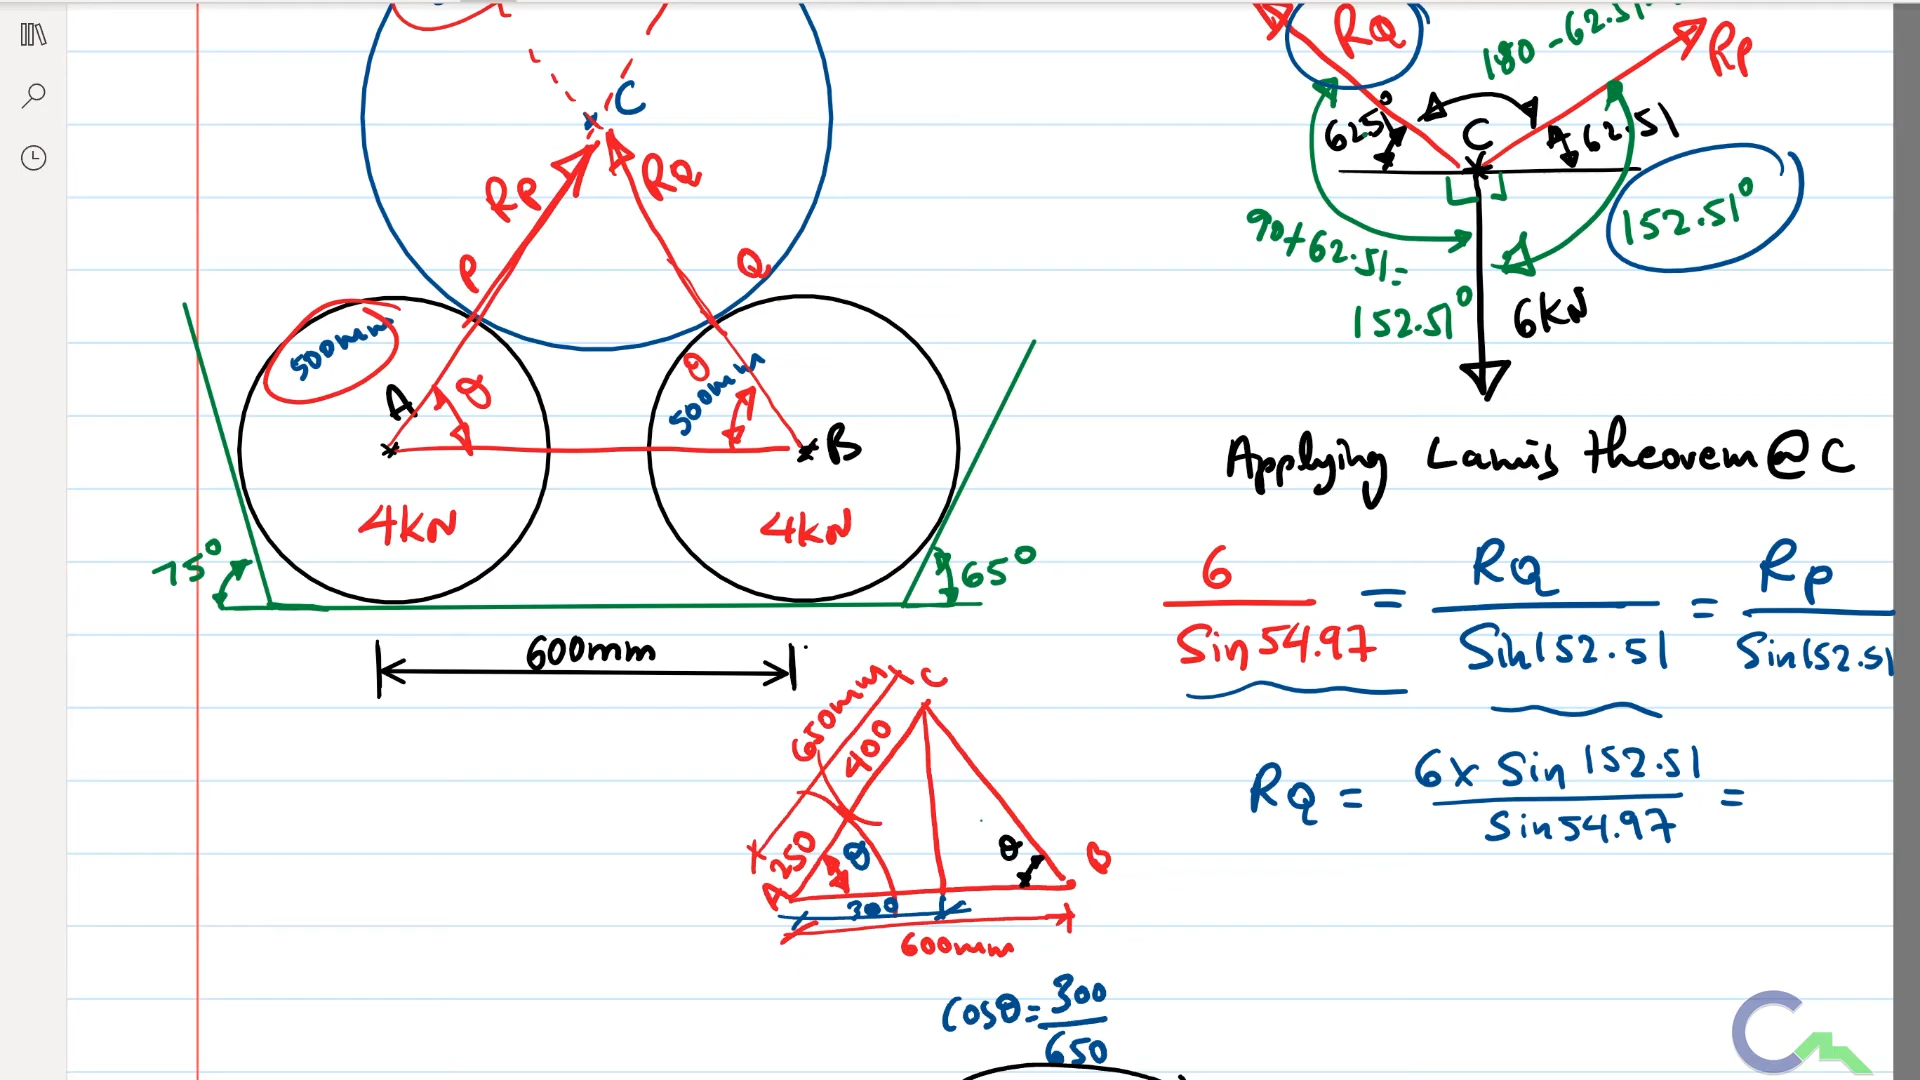 C
RQ
Rp
180 - 62.51
62.51°
C
62.51
Rp
RQ
P
Q
90+62.51=
152.51°
152.51°
6KN
500mm
A
θ
θ
500mm
B
4KN
4KN
75°
65°
600mm
Applying Lamis theorem @ C
6 / Sin 54.97 = RQ / Sin 152.51 = Rp / Sin 152.51
RQ = 6 x Sin 152.51 / Sin 54.97 =
C
650mm
400
250
θ
θ
A
B
300
600mm
Cosθ = 300 / 650